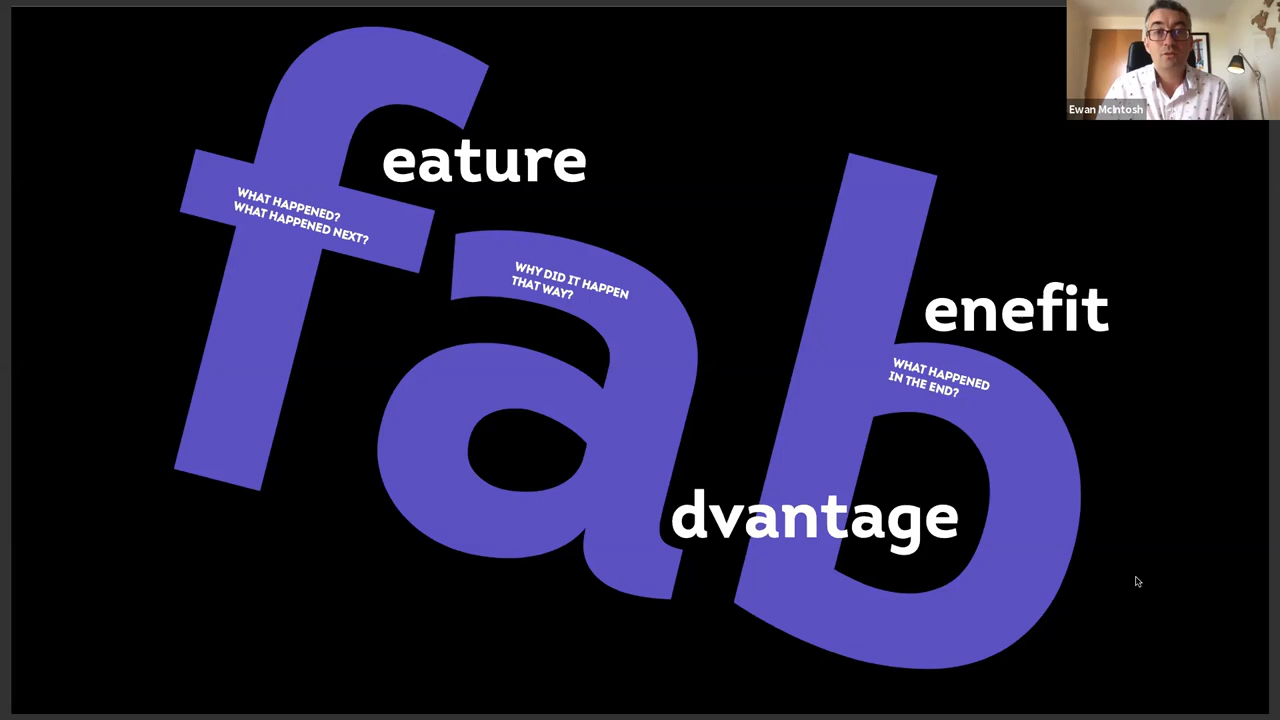 Ewan McIntosh
f
eature
WHAT HAPPENED?
WHAT HAPPENED NEXT?
a
dvantage
WHY DID IT HAPPEN
THAT WAY?
b
enefit
WHAT HAPPENED
IN THE END?